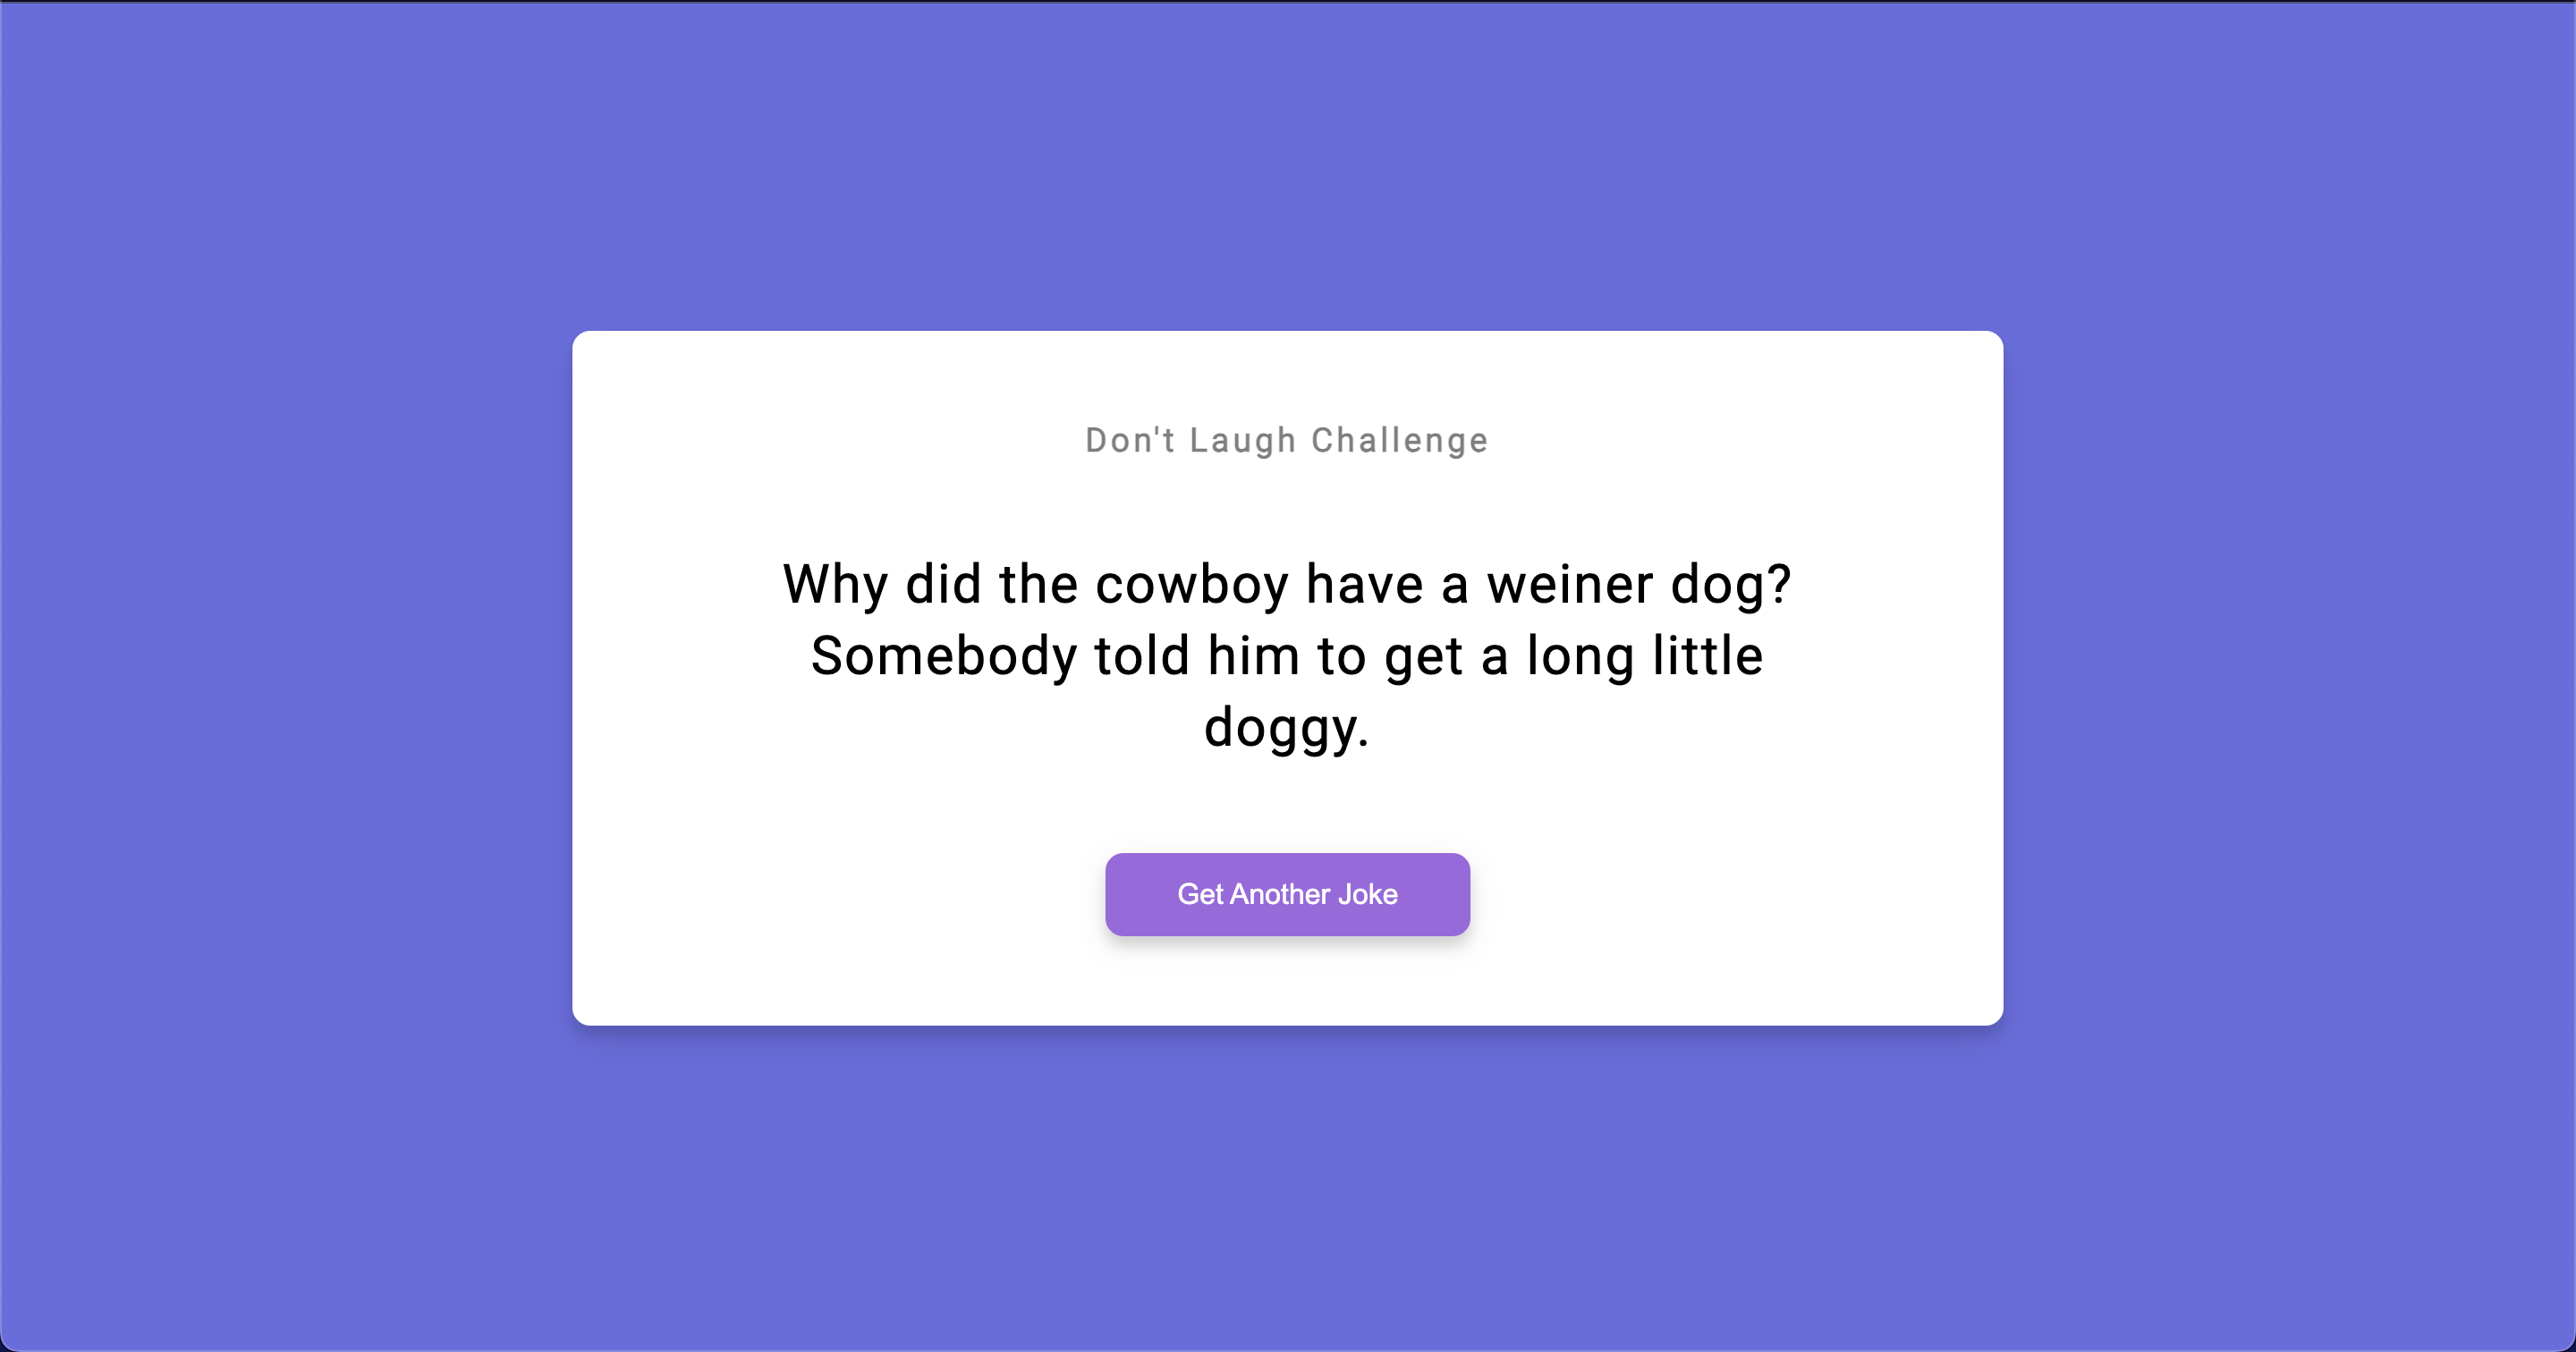 Don't Laugh Challenge
Why did the cowboy have a weiner dog?
Somebody told him to get a long little
doggy.
Get Another Joke